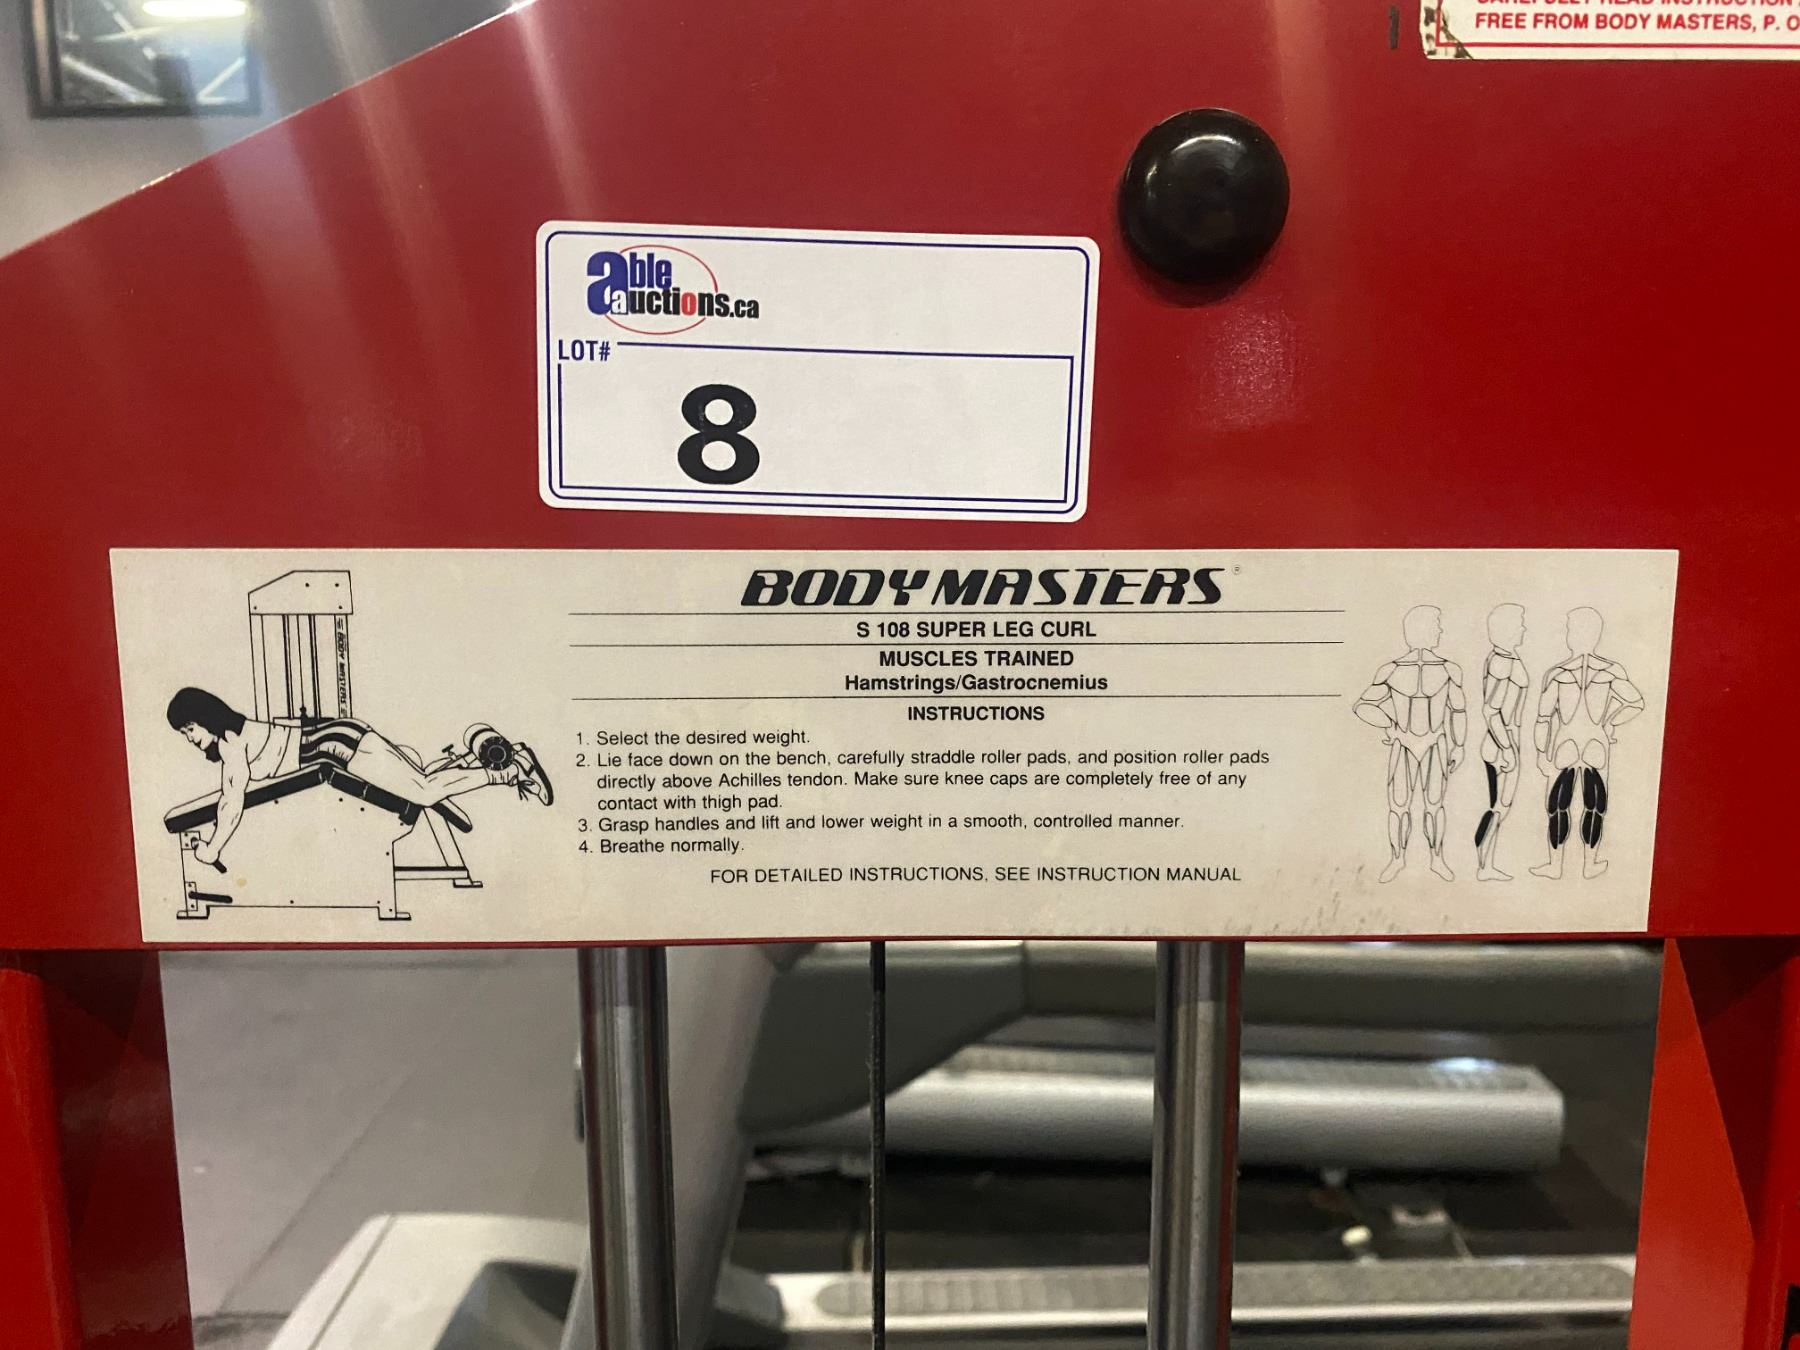 FREE FROM BODY MASTERS, P. O
able
auctions.ca
LOT#
8
BODYMASTERS®
S 108 SUPER LEG CURL
MUSCLES TRAINED
Hamstrings/Gastrocnemius
INSTRUCTIONS
1. Select the desired weight.
2. Lie face down on the bench, carefully straddle roller pads, and position roller pads
directly above Achilles tendon. Make sure knee caps are completely free of any
contact with thigh pad.
3. Grasp handles and lift and lower weight in a smooth, controlled manner.
4. Breathe normally.
FOR DETAILED INSTRUCTIONS, SEE INSTRUCTION MANUAL
BODY MASTERS